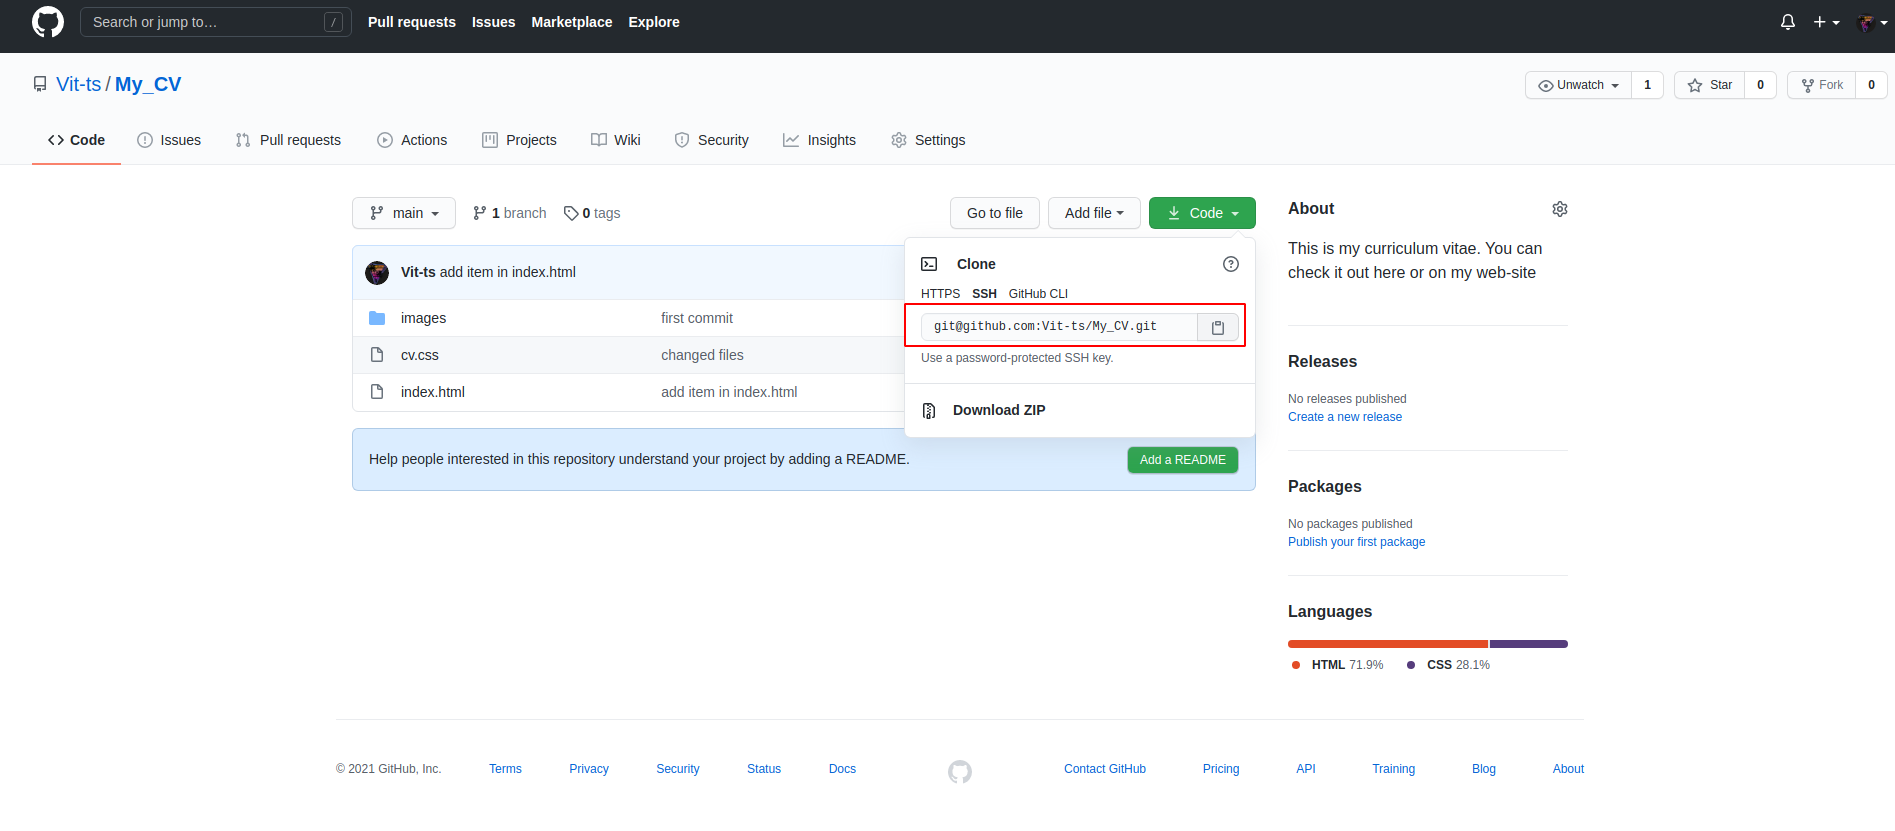 Search or jump to… /
Pull requests Issues Marketplace Explore
Vit-ts / My_CV
Unwatch 1 Star 0 Fork 0
Code Issues Pull requests Actions Projects Wiki Security Insights Settings
main 1 branch 0 tags
Go to file Add file Code
Vit-ts add item in index.html
images first commit
cv.css changed files
index.html add item in index.html
Clone
HTTPS SSH GitHub CLI
git@github.com:Vit-ts/My_CV.git
Use a password-protected SSH key.
Download ZIP
Help people interested in this repository understand your project by adding a README.
Add a README
About
This is my curriculum vitae. You can
check it out here or on my web-site
Releases
No releases published
Create a new release
Packages
No packages published
Publish your first package
Languages
HTML 71.9% CSS 28.1%
© 2021 GitHub, Inc. Terms Privacy Security Status Docs Contact GitHub Pricing API Training Blog About